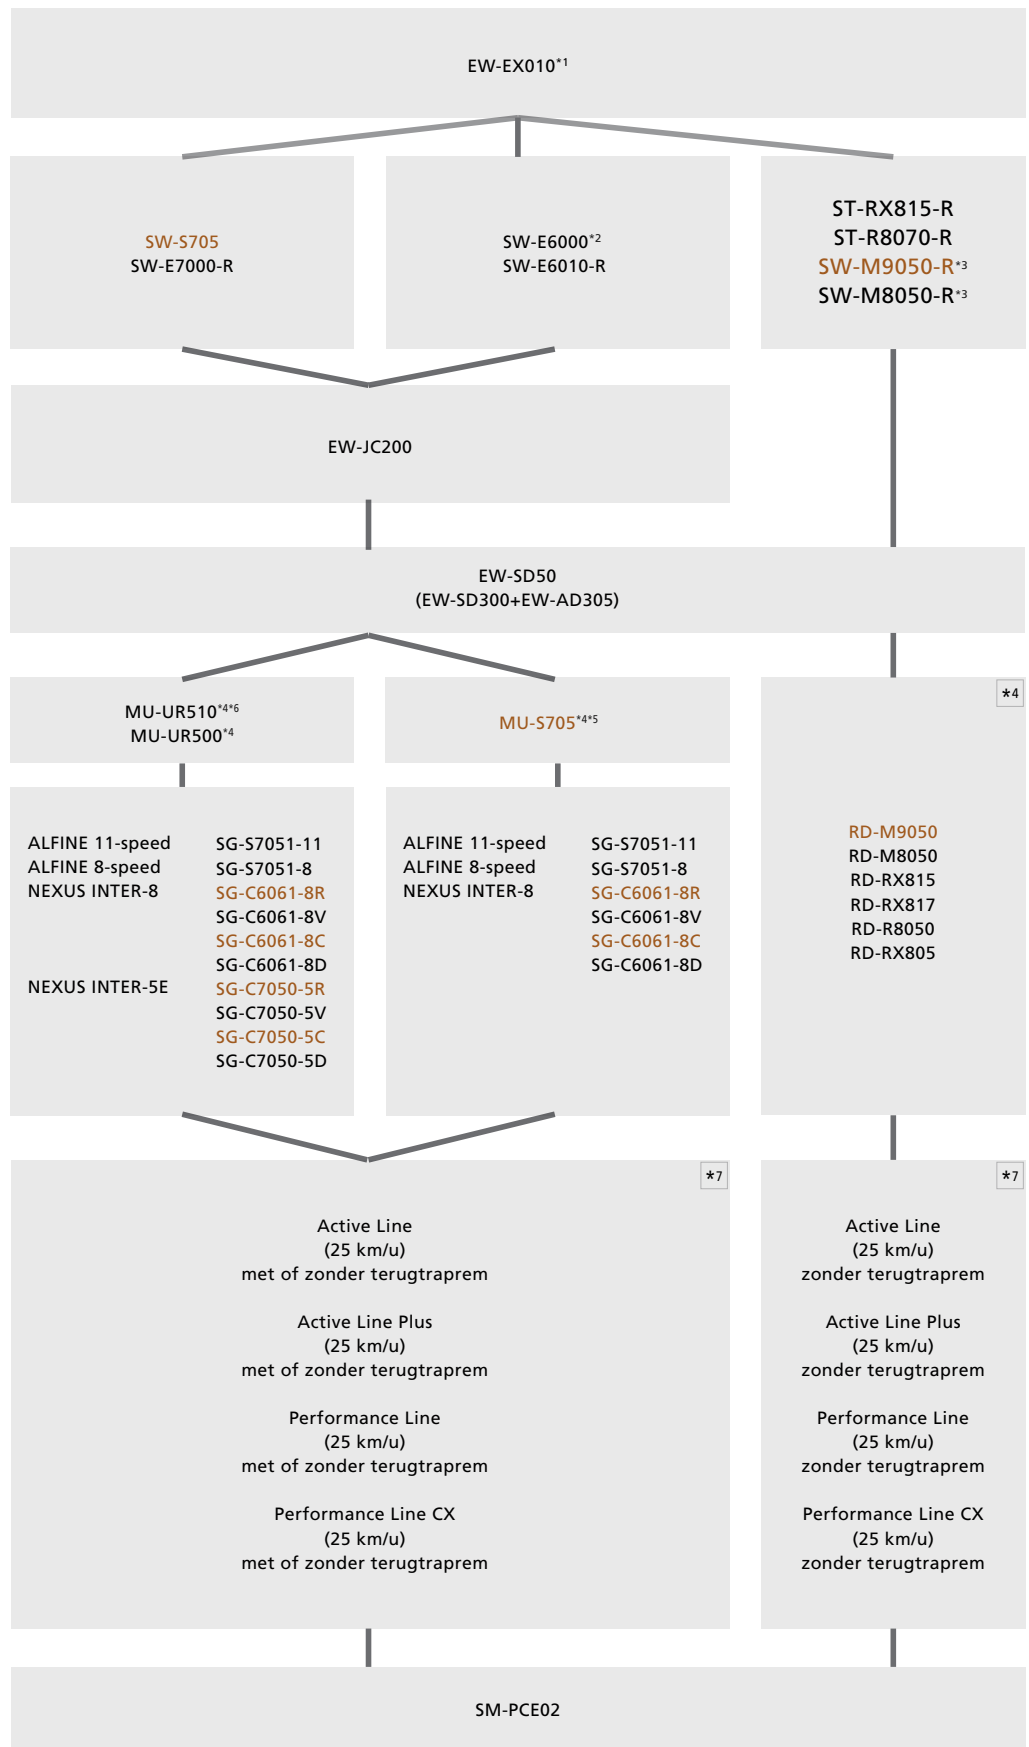 EW-EX010*1
SW-S705
SW-E7000-R
SW-E6000*2
SW-E6010-R
ST-RX815-R
ST-R8070-R
SW-M9050-R*3
SW-M8050-R*3
EW-JC200
EW-SD50
(EW-SD300+EW-AD305)
MU-UR510*4*6
MU-UR500*4
MU-S705*4*5
*4
ALFINE 11-speed SG-S7051-11
ALFINE 8-speed SG-S7051-8
NEXUS INTER-8 SG-C6061-8R
SG-C6061-8V
SG-C6061-8C
SG-C6061-8D
NEXUS INTER-5E SG-C7050-5R
SG-C7050-5V
SG-C7050-5C
SG-C7050-5D
ALFINE 11-speed SG-S7051-11
ALFINE 8-speed SG-S7051-8
NEXUS INTER-8 SG-C6061-8R
SG-C6061-8V
SG-C6061-8C
SG-C6061-8D
RD-M9050
RD-M8050
RD-RX815
RD-RX817
RD-R8050
RD-RX805
*7
Active Line
(25 km/u)
met of zonder terugtraprem
Active Line Plus
(25 km/u)
met of zonder terugtraprem
Performance Line
(25 km/u)
met of zonder terugtraprem
Performance Line CX
(25 km/u)
met of zonder terugtraprem
*7
Active Line
(25 km/u)
zonder terugtraprem
Active Line Plus
(25 km/u)
zonder terugtraprem
Performance Line
(25 km/u)
zonder terugtraprem
Performance Line CX
(25 km/u)
zonder terugtraprem
SM-PCE02